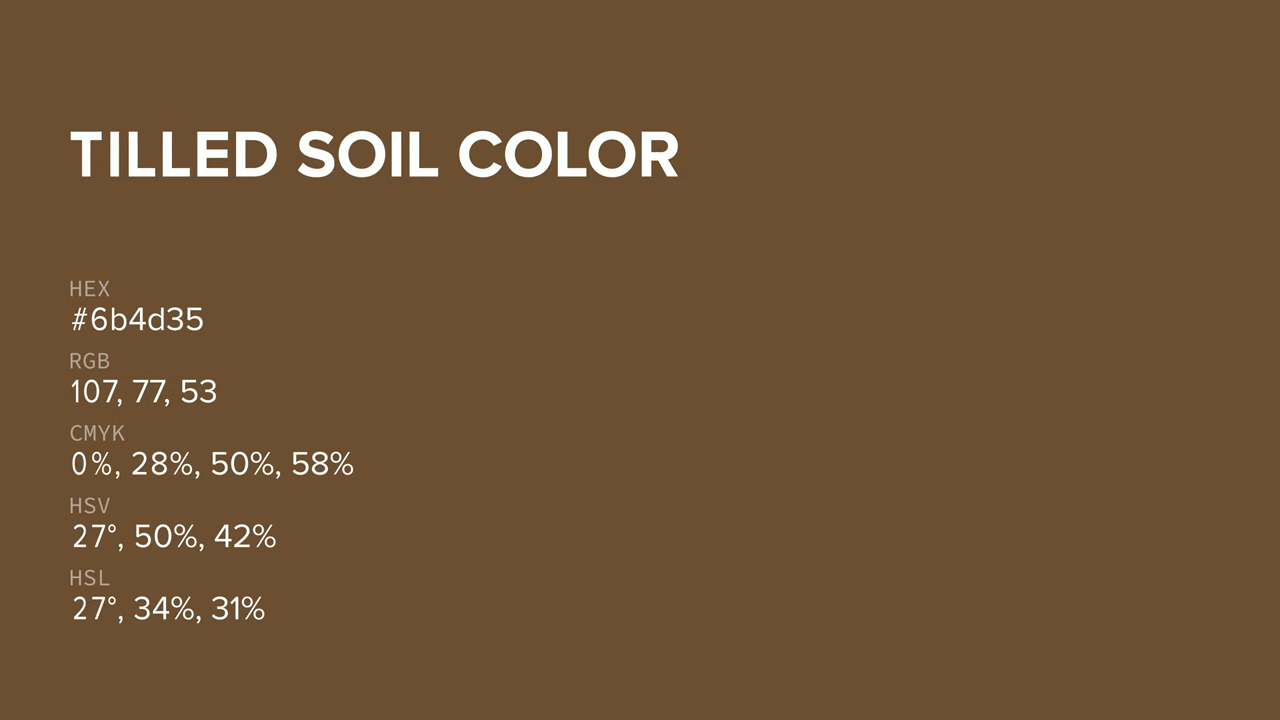 TILLED SOIL COLOR
HEX
#6b4d35
RGB
107, 77, 53
CMYK
0%, 28%, 50%, 58%
HSV
27°, 50%, 42%
HSL
27°, 34%, 31%